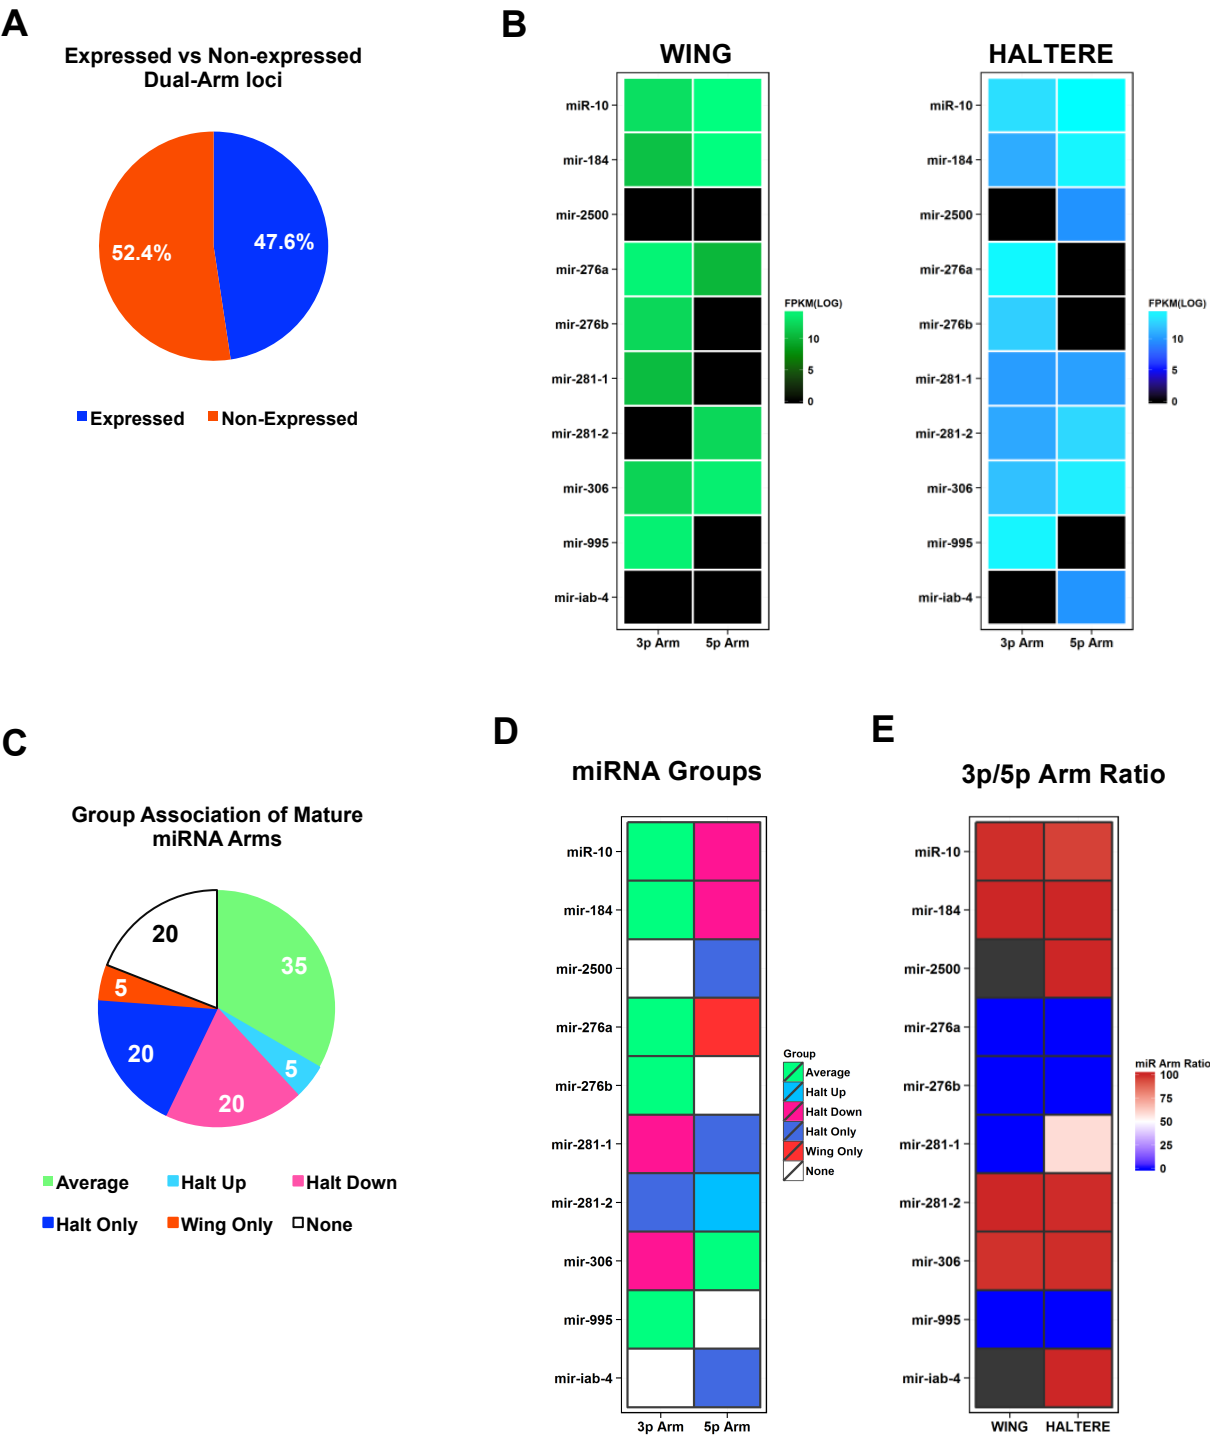 A
Expressed vs Non-expressed
Dual-Arm loci
52.4%
47.6%
Expressed
Non-Expressed
B
WING
miR-10
mir-184
mir-2500
mir-276a
mir-276b
mir-281-1
mir-281-2
mir-306
mir-995
mir-iab-4
3p Arm
5p Arm
FPKM(LOG)
10
5
0
HALTERE
miR-10
mir-184
mir-2500
mir-276a
mir-276b
mir-281-1
mir-281-2
mir-306
mir-995
mir-iab-4
3p Arm
5p Arm
FPKM(LOG)
10
5
0
C
Group Association of Mature
miRNA Arms
20
35
5
5
20
20
Average
Halt Up
Halt Down
Halt Only
Wing Only
None
D
miRNA Groups
miR-10
mir-184
mir-2500
mir-276a
mir-276b
mir-281-1
mir-281-2
mir-306
mir-995
mir-iab-4
3p Arm
5p Arm
Group
Average
Halt Up
Halt Down
Halt Only
Wing Only
None
E
3p/5p Arm Ratio
miR-10
mir-184
mir-2500
mir-276a
mir-276b
mir-281-1
mir-281-2
mir-306
mir-995
mir-iab-4
WING
HALTERE
miR Arm Ratio
100
75
50
25
0